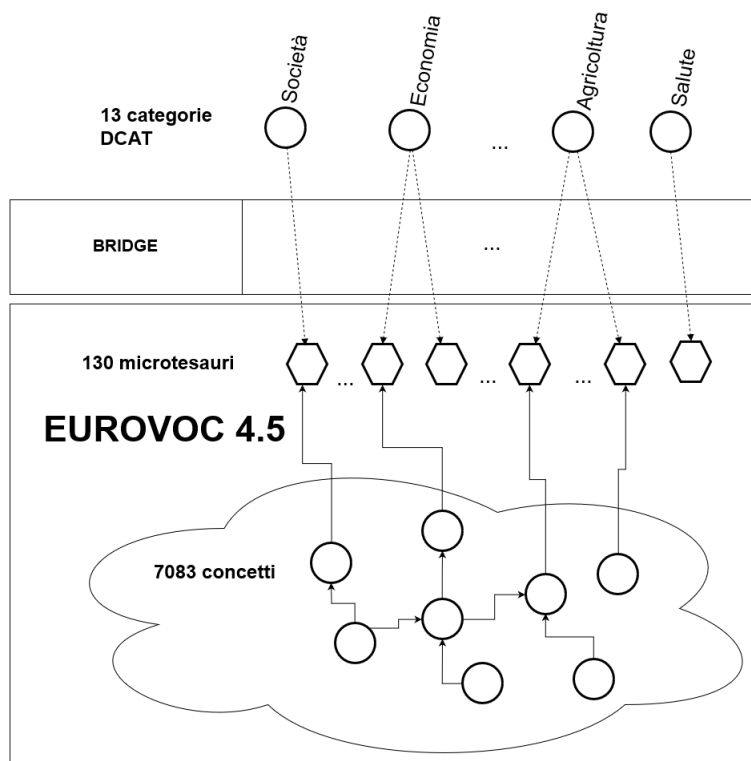 Società
Economia
Agricoltura
Salute
13 categorie
DCAT
...
BRIDGE
...
130 microtesauri
...
...
...
EUROVOC 4.5
7083 concetti